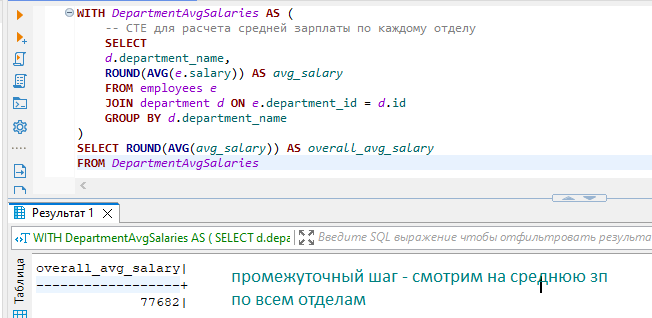 WITH DepartmentAvgSalaries AS (
-- CTE для расчета средней зарплаты по каждому отделу
SELECT
d.department_name,
ROUND(AVG(e.salary)) AS avg_salary
FROM employees e
JOIN department d ON e.department_id = d.id
GROUP BY d.department_name
)
SELECT ROUND(AVG(avg_salary)) AS overall_avg_salary
FROM DepartmentAvgSalaries
Результат 1
WITH DepartmentAvgSalaries AS ( SELECT d.depa
Введите SQL выражение чтобы отфильтровать результа
Таблица
overall_avg_salary|
------------------+
77682|
промежуточный шаг - смотрим на среднюю зп
по всем отделам